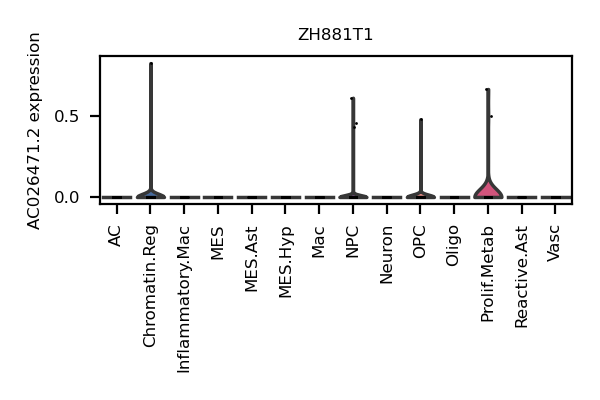 ZH881T1
AC026471.2 expression
0.5
0.0
AC
Chromatin.Reg
Inflammatory.Mac
MES
MES.Ast
MES.Hyp
Mac
NPC
Neuron
OPC
Oligo
Prolif.Metab
Reactive.Ast
Vasc